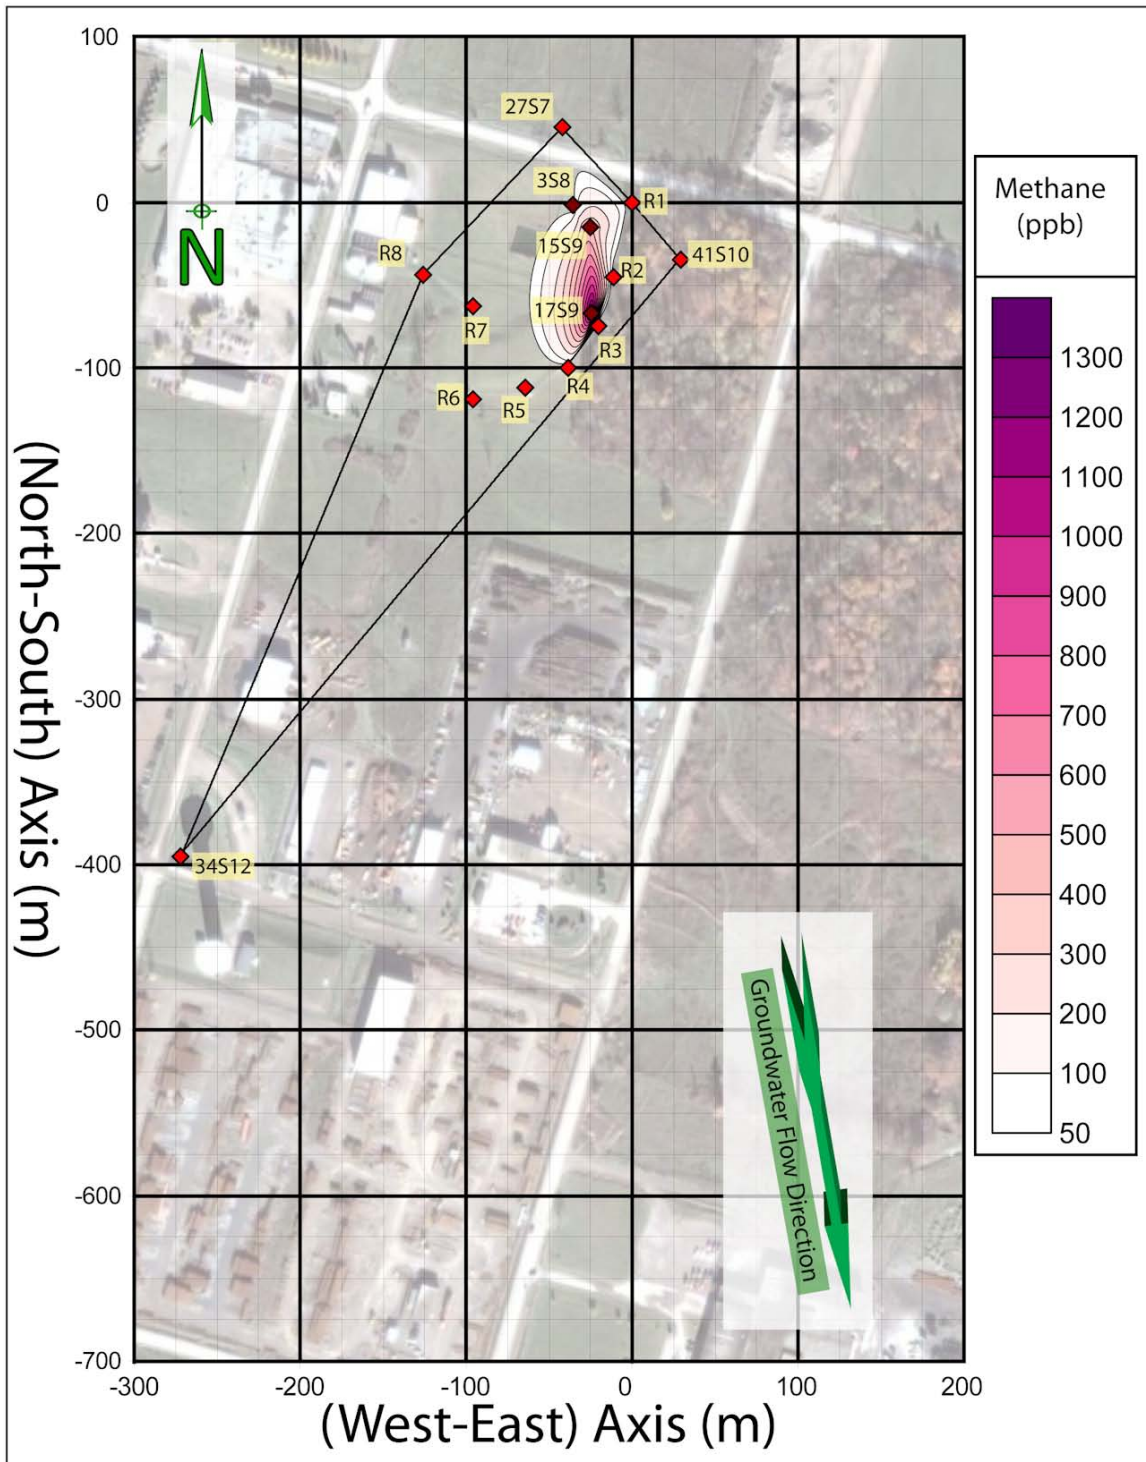 100
0
-100
-200
-300
-400
-500
-600
-700
-300
-200
-100
0
100
200
(North-South) Axis (m)
(West-East) Axis (m)
N
27S7
3S8
R1
15S9
41S10
R2
R8
17S9
R7
R3
R4
R6
R5
34S12
Groundwater Flow Direction
Methane
(ppb)
1300
1200
1100
1000
900
800
700
600
500
400
300
200
100
50